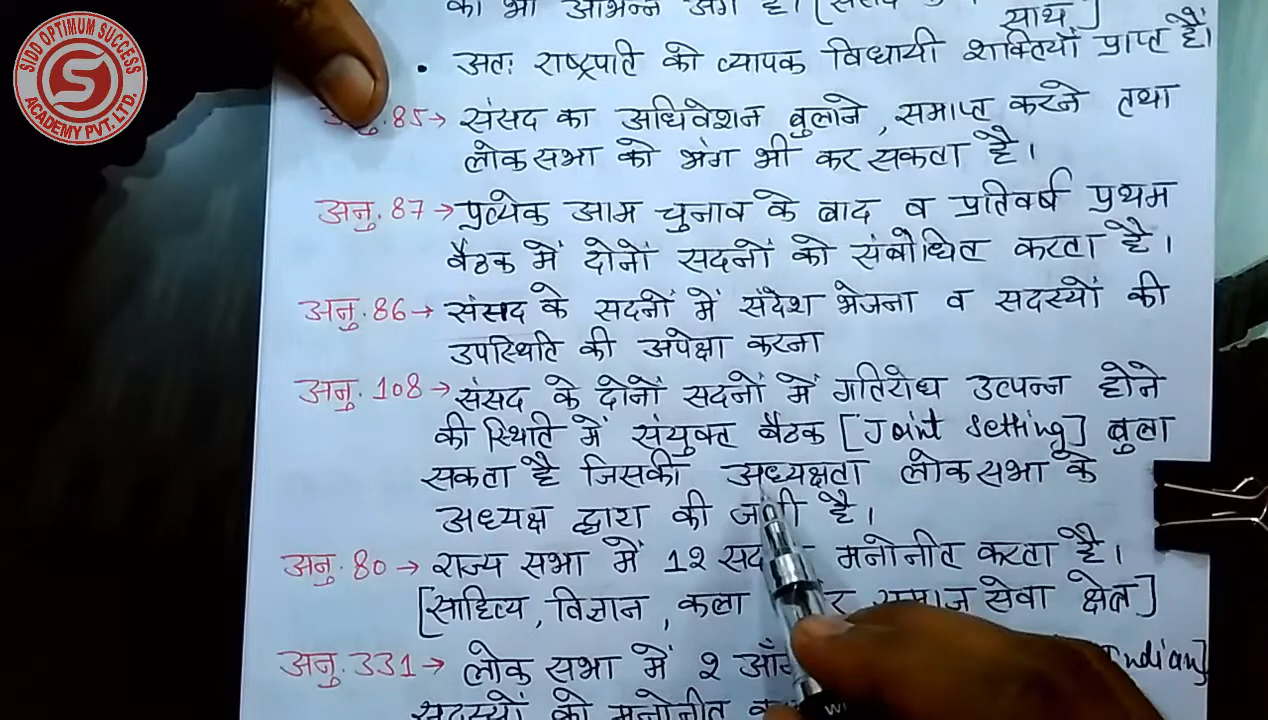 SIDD OPTIMUM SUCCESS
ACADEMY PVT. LTD.
S
साथ]
• अतः राष्ट्रपति को व्यापक विधायी शक्तियाँ प्राप्त हैं।
85→ संसद का अधिवेशन बुलाने, समाप्त करने तथा
लोकसभा को भंग भी कर सकता है।
अनु. 87→ प्रत्येक आम चुनाव के बाद व प्रतिवर्ष प्रथम
बैठक में दोनों सदनों को संबोधित करता है।
अनु. 86→ संसद के सदनों में संदेश भेजना व सदस्यों की
उपस्थिति की अपेक्षा करना
अनु. 108→ संसद के दोनों सदनों में गतिरोध उत्पन्न होने
की स्थिति में संयुक्त बैठक [Joint Setting] बुला
सकता है जिसकी अध्यक्षता लोकसभा के
अध्यक्ष द्वारा की जाती है।
अनु. 80→ राज्य सभा में 12 मनोनीत करता है।
[साहित्य, विज्ञान, कला समाज सेवा क्षेत्र]
अनु. 331→ लोक सभा में 2 Indian]
सदस्यों को मनोनीत